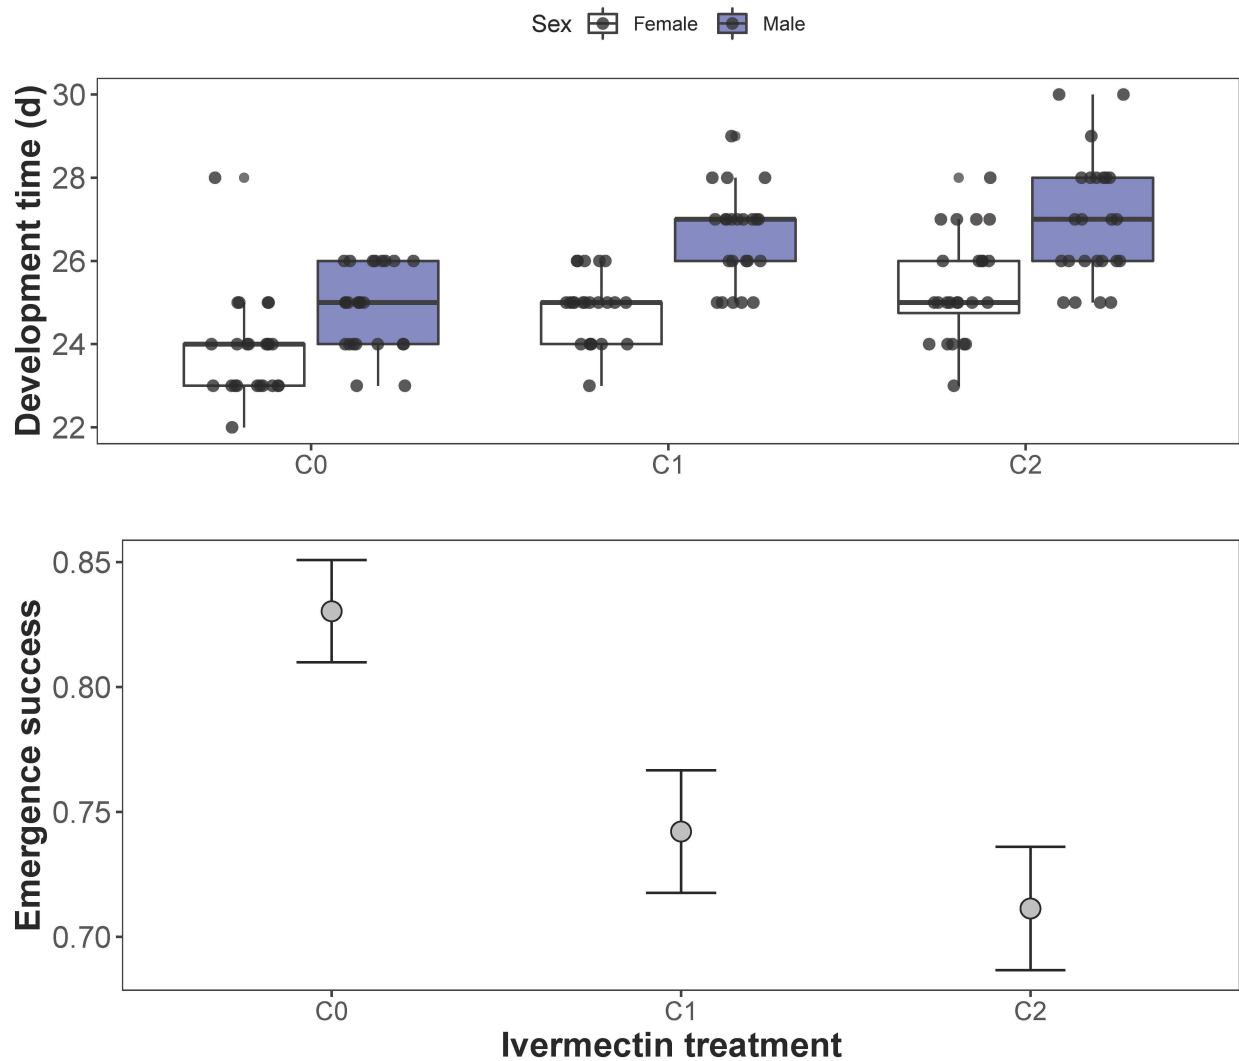 Sex Female Male
Development time (d)
30
28
26
24
22
C0 C1 C2
Emergence success
0.85
0.80
0.75
0.70
C0 C1 C2
Ivermectin treatment